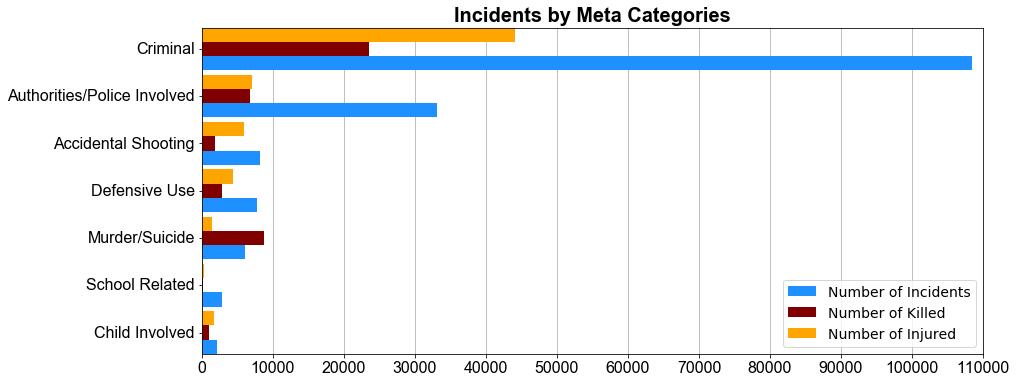 Incidents by Meta Categories
Criminal
Authorities/Police Involved
Accidental Shooting
Defensive Use
Murder/Suicide
School Related
Child Involved
Number of Incidents
Number of Killed
Number of Injured
0 10000 20000 30000 40000 50000 60000 70000 80000 90000 100000 110000